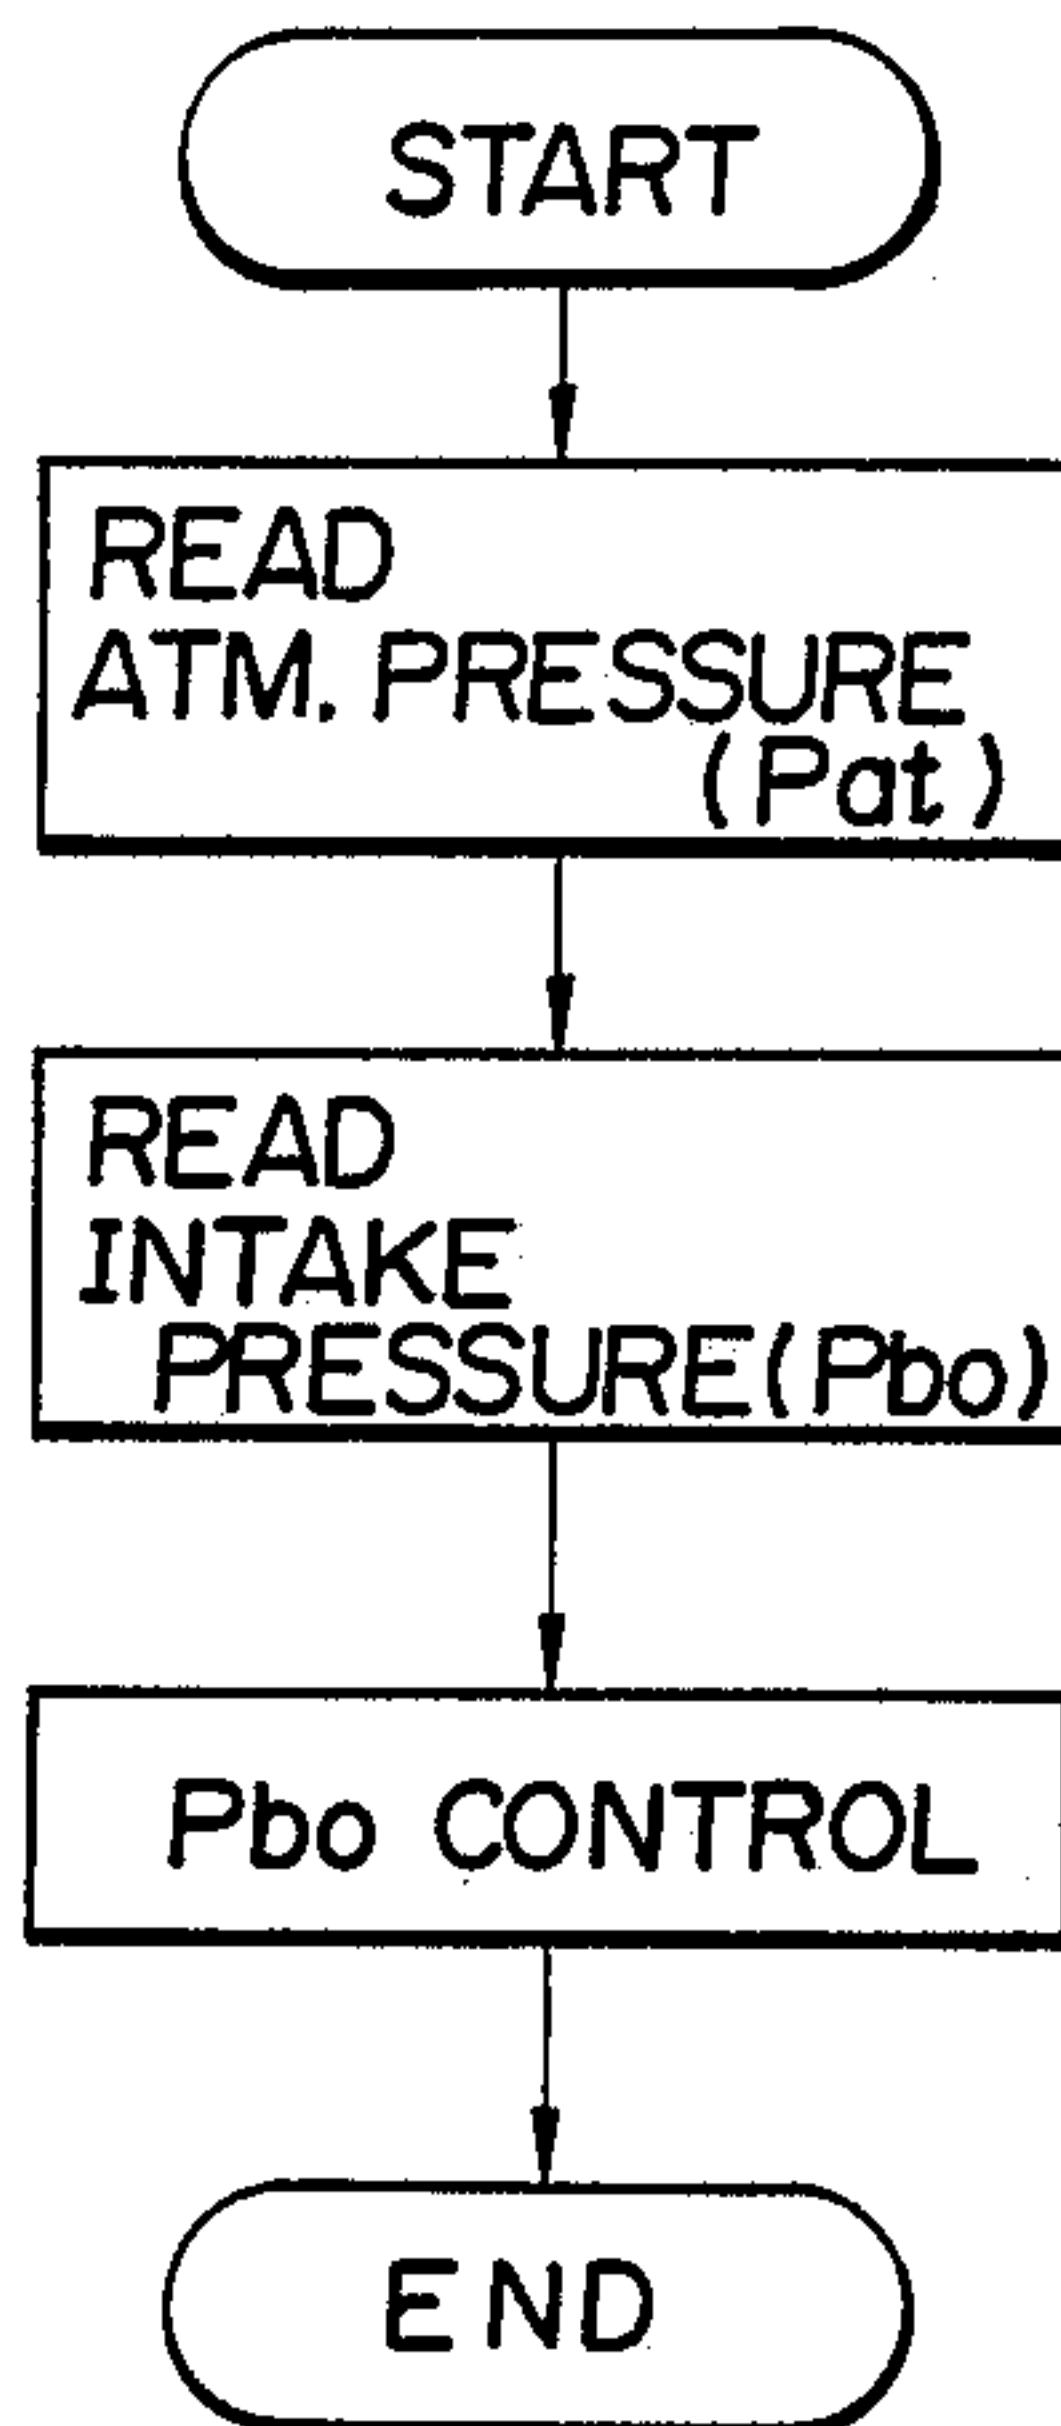 START
READ
ATM. PRESSURE
(Pat)
READ
INTAKE
PRESSURE(Pbo)
Pbo CONTROL
END